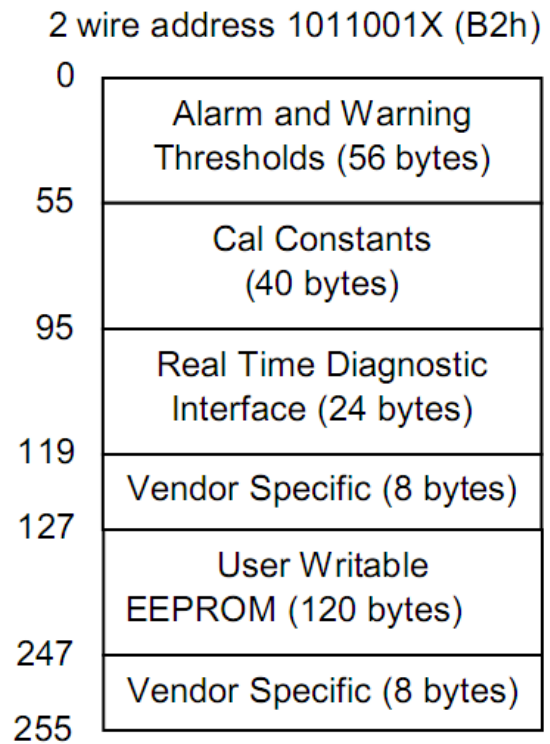 2 wire address 1011001X (B2h)
0
Alarm and Warning
Thresholds (56 bytes)
55
Cal Constants
(40 bytes)
95
Real Time Diagnostic
Interface (24 bytes)
119
Vendor Specific (8 bytes)
127
User Writable
EEPROM (120 bytes)
247
Vendor Specific (8 bytes)
255